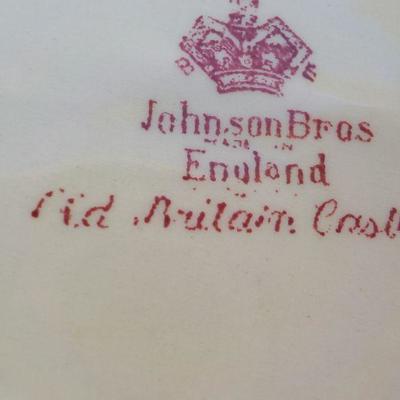 Johnson Bros
MADE IN
England
Old Britain Castl